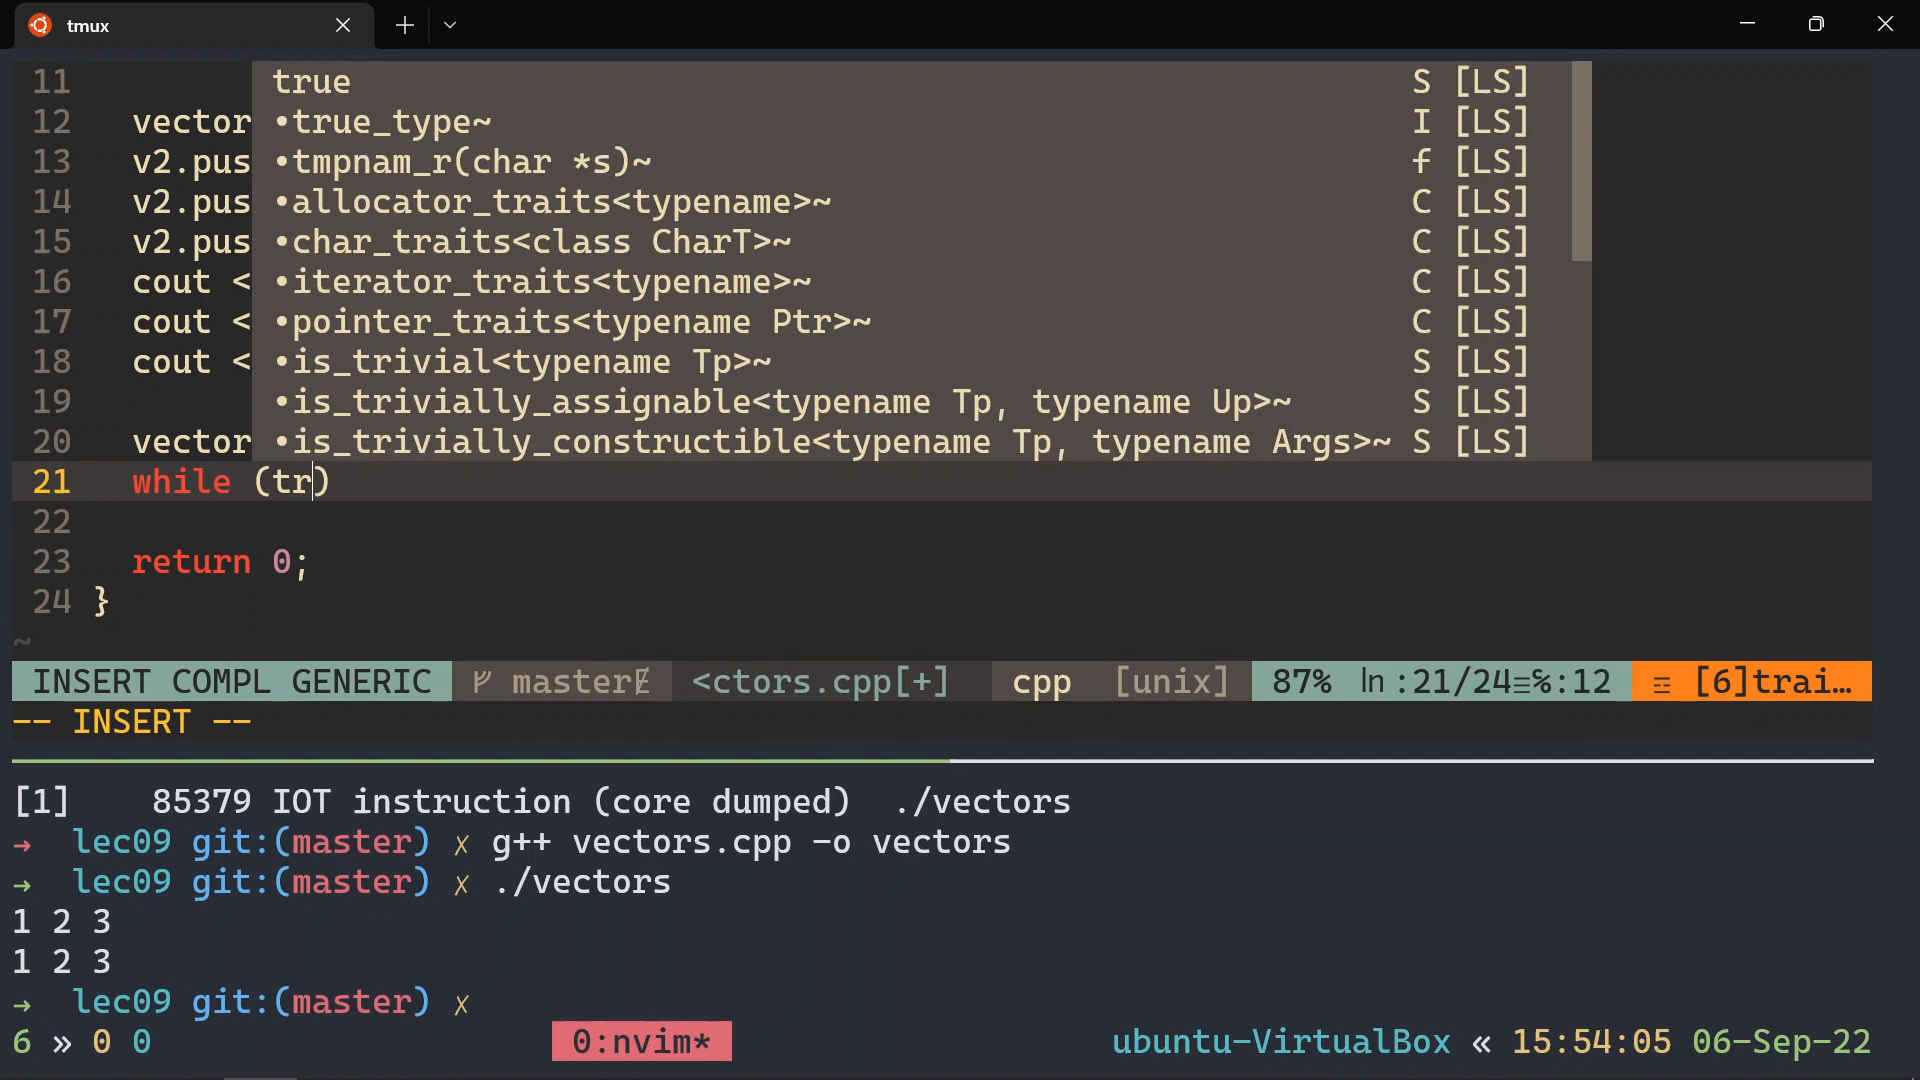 tmux
11 true S [LS]
12 vector •true_type~ I [LS]
13 v2.pus •tmpnam_r(char *s)~ f [LS]
14 v2.pus •allocator_traits<typename>~ C [LS]
15 v2.pus •char_traits<class CharT>~ C [LS]
16 cout < •iterator_traits<typename>~ C [LS]
17 cout < •pointer_traits<typename Ptr>~ C [LS]
18 cout < •is_trivial<typename Tp>~ S [LS]
19 •is_trivially_assignable<typename Tp, typename Up>~ S [LS]
20 vector •is_trivially_constructible<typename Tp, typename Args>~ S [LS]
21 while (tr)
22
23 return 0;
24 }
~
INSERT COMPL GENERIC master <ctors.cpp[+] cpp [unix] 87% ln :21/24≡%:12 ☲ [6]trai…
-- INSERT --
[1] 85379 IOT instruction (core dumped) ./vectors
→ lec09 git:(master) ✗ g++ vectors.cpp -o vectors
→ lec09 git:(master) ✗ ./vectors
1 2 3
1 2 3
→ lec09 git:(master) ✗
6 » 0 0 0:nvim* ubuntu-VirtualBox « 15:54:05 06-Sep-22